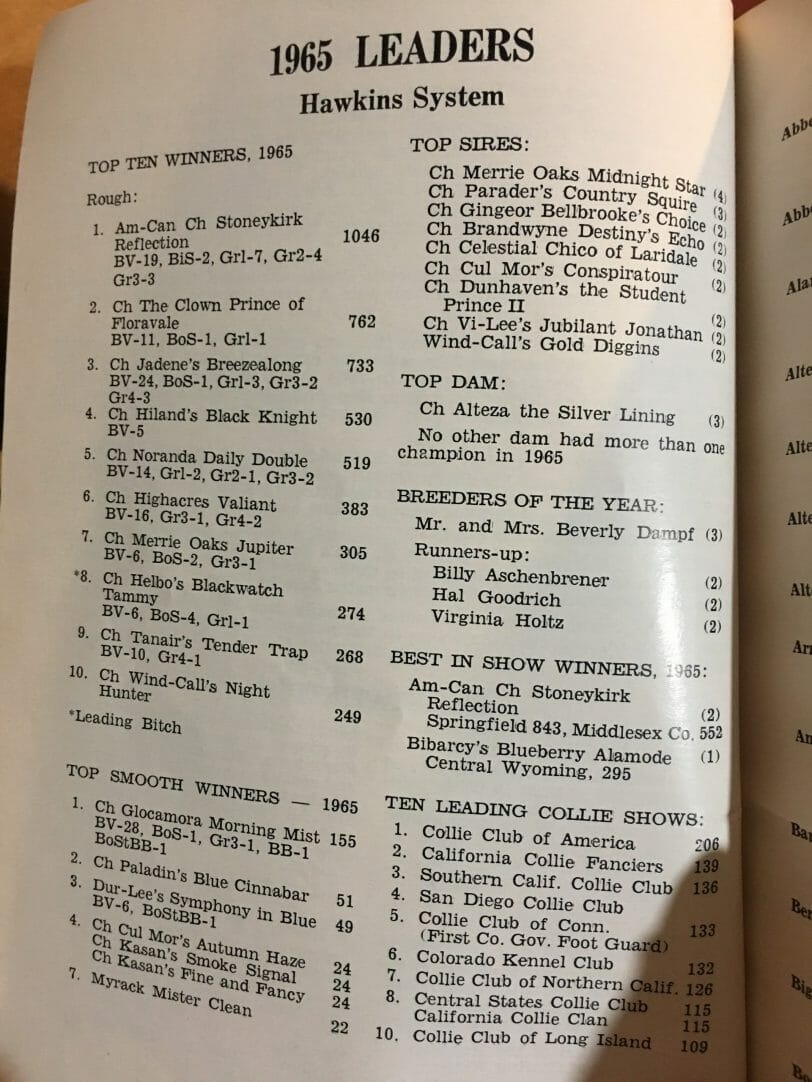 1965 LEADERS
Hawkins System
TOP TEN WINNERS, 1965
Rough:
1. Am-Can Ch Stoneykirk
Reflection 1046
BV-19, BiS-2, Gr1-7, Gr2-4
Gr3-3
2. Ch The Clown Prince of
Floravale 762
BV-11, BoS-1, Gr1-1
3. Ch Jadene's Breezealong 733
BV-24, BoS-1, Gr1-3, Gr3-2
Gr4-3
4. Ch Hiland's Black Knight 530
BV-5
5. Ch Noranda Daily Double 519
BV-14, Gr1-2, Gr2-1, Gr3-2
6. Ch Highacres Valiant 383
BV-16, Gr3-1, Gr4-2
7. Ch Merrie Oaks Jupiter 305
BV-6, BoS-2, Gr3-1
*8. Ch Helbo's Blackwatch
Tammy 274
BV-6, BoS-4, Gr1-1
9. Ch Tanair's Tender Trap 268
BV-10, Gr4-1
10. Ch Wind-Call's Night
Hunter 249
*Leading Bitch
TOP SMOOTH WINNERS — 1965
1. Ch Glocamora Morning Mist 155
BV-28, BoS-1, Gr3-1, BB-1
BoStBB-1
2. Ch Paladin's Blue Cinnabar 51
3. Dur-Lee's Symphony in Blue 49
BV-6, BoStBB-1
4. Ch Cul Mor's Autumn Haze 24
Ch Kasan's Smoke Signal 24
Ch Kasan's Fine and Fancy 24
7. Myrack Mister Clean 22
TOP SIRES:
Ch Merrie Oaks Midnight Star (4)
Ch Parader's Country Squire (3)
Ch Gingeor Bellbrooke's Choice (2)
Ch Brandwyne Destiny's Echo (2)
Ch Celestial Chico of Laridale (2)
Ch Cul Mor's Conspiratour (2)
Ch Dunhaven's the Student
Prince II (2)
Ch Vi-Lee's Jubilant Jonathan (2)
Wind-Call's Gold Diggins (2)
TOP DAM:
Ch Alteza the Silver Lining (3)
No other dam had more than one
champion in 1965
BREEDERS OF THE YEAR:
Mr. and Mrs. Beverly Dampf (3)
Runners-up:
Billy Aschenbrener (2)
Hal Goodrich (2)
Virginia Holtz (2)
BEST IN SHOW WINNERS, 1965:
Am-Can Ch Stoneykirk
Reflection (2)
Springfield 843, Middlesex Co. 552
Bibarcy's Blueberry Alamode (1)
Central Wyoming, 295
TEN LEADING COLLIE SHOWS:
1. Collie Club of America 206
2. California Collie Fanciers 139
3. Southern Calif. Collie Club 136
4. San Diego Collie Club
5. Collie Club of Conn. 133
(First Co. Gov. Foot Guard)
6. Colorado Kennel Club 132
7. Collie Club of Northern Calif. 126
8. Central States Collie Club 115
California Collie Clan 115
10. Collie Club of Long Island 109